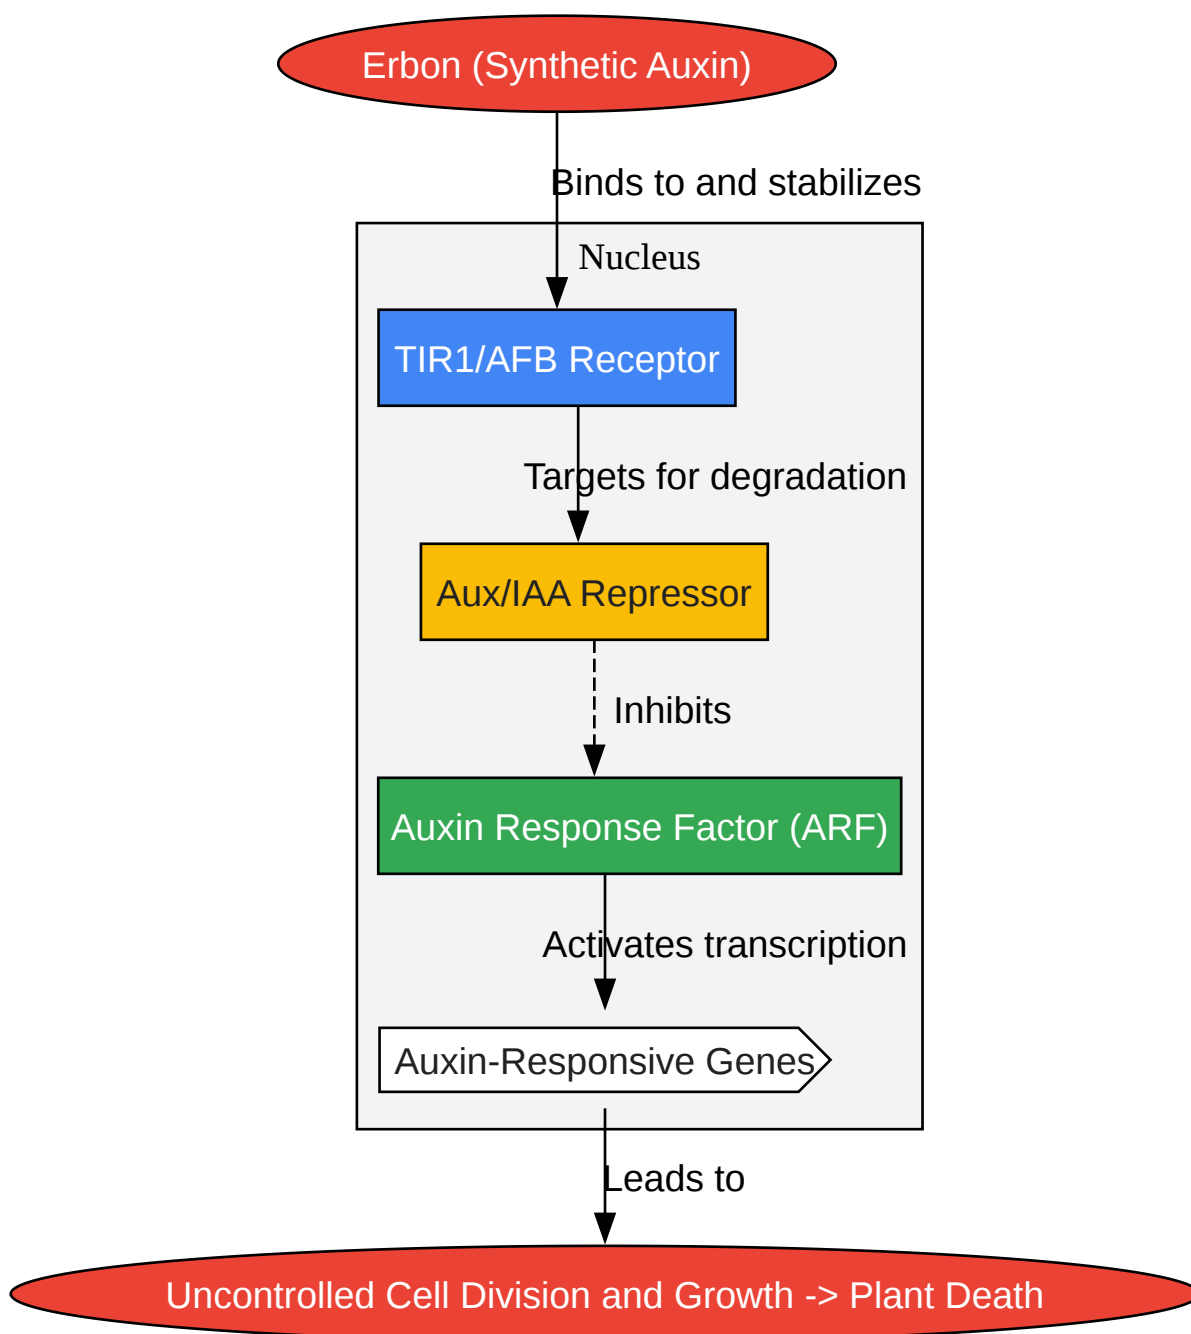 Erbon (Synthetic Auxin)
Binds to and stabilizes
Nucleus
TIR1/AFB Receptor
Targets for degradation
Aux/IAA Repressor
Inhibits
Auxin Response Factor (ARF)
Activates transcription
Auxin-Responsive Genes
Leads to
Uncontrolled Cell Division and Growth -> Plant Death